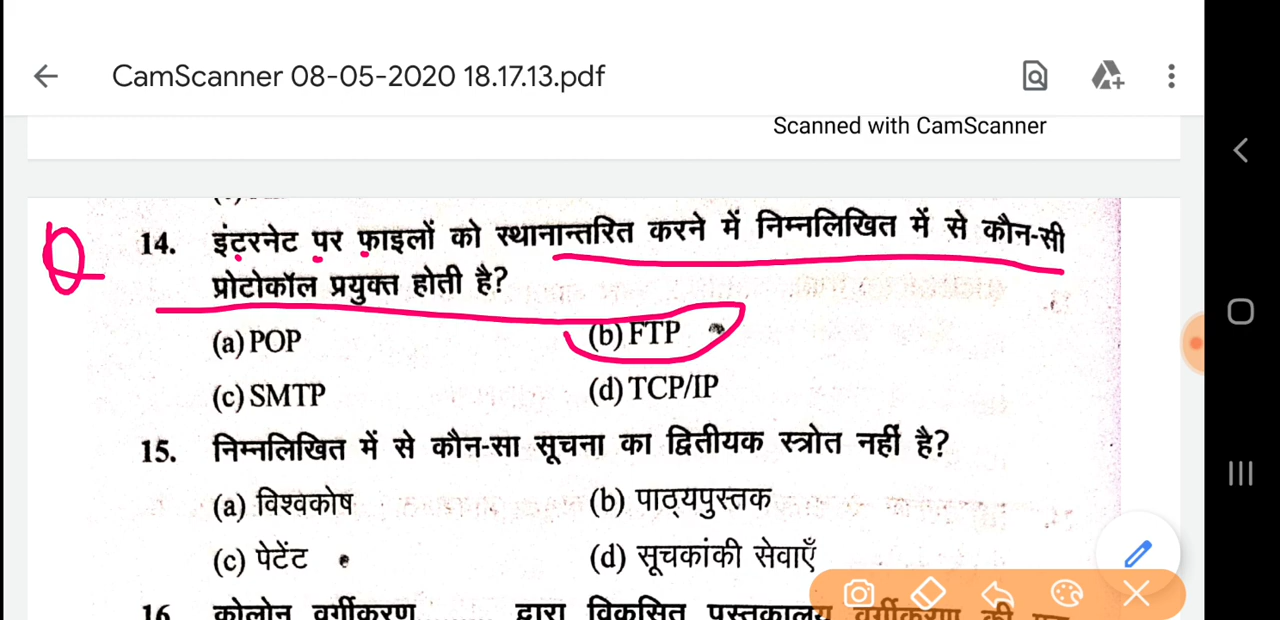 CamScanner 08-05-2020 18.17.13.pdf
Scanned with CamScanner
Q
14. इंटरनेट पर फाइलों को स्थानान्तरित करने में निम्नलिखित में से कौन-सी
प्रोटोकॉल प्रयुक्त होती है?
(a) POP (b) FTP
(c) SMTP (d) TCP/IP
15. निम्नलिखित में से कौन-सा सूचना का द्वितीयक स्त्रोत नहीं है?
(a) विश्वकोष (b) पाठ्यपुस्तक
(c) पेटेंट (d) सूचकांकी सेवाएँ
16 कोलोन वर्गीकरण द्वारा विकसित पुस्तकालय वर्गीकरण की